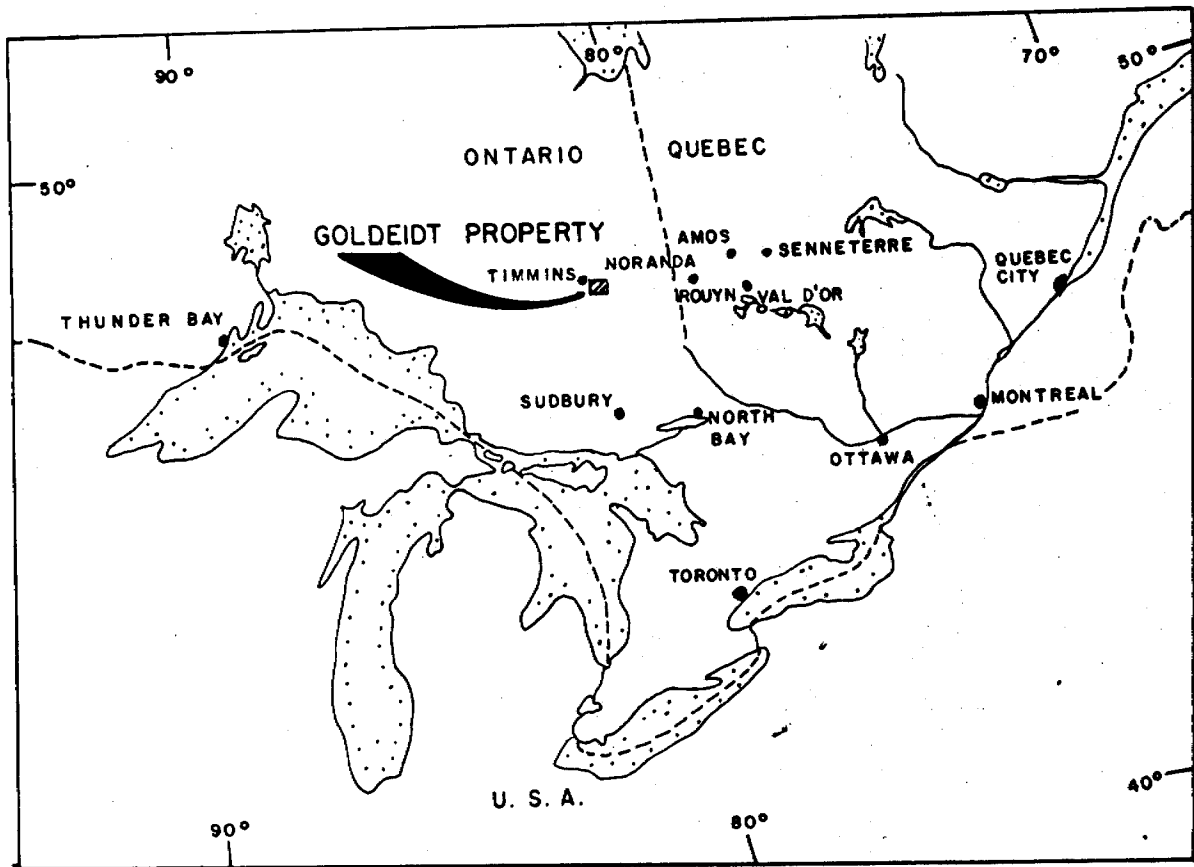 90°
80°
70°
50°
ONTARIO
QUEBEC
50°
GOLDEIDT PROPERTY
AMOS
SENNETERRE
TIMMINS
NORANDA
QUEBEC
CITY
ROUYN
VAL D'OR
THUNDER BAY
SUDBURY
NORTH
BAY
MONTREAL
OTTAWA
TORONTO
U. S. A.
40°
90°
80°